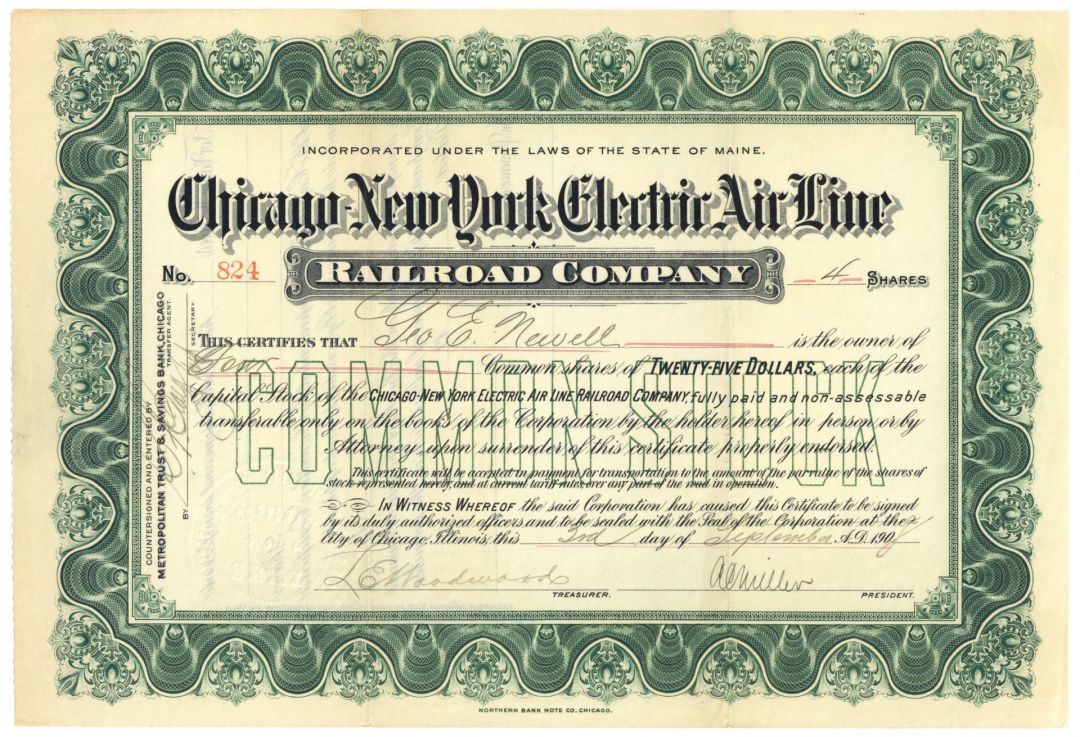 INCORPORATED UNDER THE LAWS OF THE STATE OF MAINE.
Chicago-New York Electric Air Line
RAILROAD COMPANY
No. 824
4 SHARES
THIS CERTIFIES THAT Geo E. Newell is the owner of
Four Common shares of TWENTY-FIVE DOLLARS, each of the
Capital Stock of the CHICAGO-NEW YORK ELECTRIC AIR LINE RAILROAD COMPANY, fully paid and non-assessable
transferable only on the books of the Corporation by the holder hereof in person or by
Attorney upon surrender of this certificate properly endorsed.
This certificate will be accepted in payment for transportation to the amount of the par value of the shares of
stock represented hereby, and at current tariff rates, over any part of the road in operation.
IN WITNESS WHEREOF the said Corporation has caused this Certificate to be signed
by its duly authorized officers and to be sealed with the Seal of the Corporation at the
City of Chicago, Illinois, this 3rd day of September A.D. 190
L E Woodward
TREASURER.
A C Miller
PRESIDENT.
COMMON STOCK
COUNTERSIGNED AND ENTERED BY
METROPOLITAN TRUST & SAVINGS BANK, CHICAGO
TRANSFER AGENT.
BY
SECRETARY
NORTHERN BANK NOTE CO. CHICAGO.